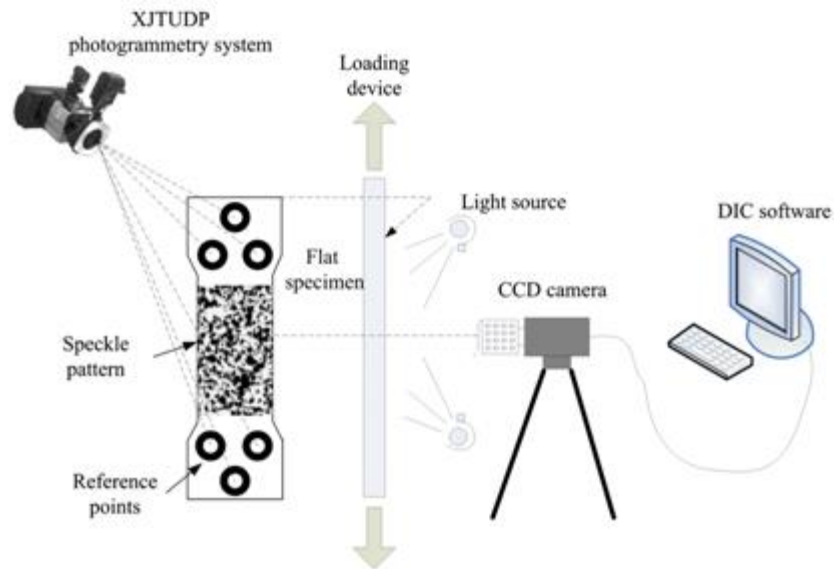 XJTUDP
photogrammetry system
Loading
device
Light source
DIC software
Flat
specimen
CCD camera
Speckle
pattern
Reference
points